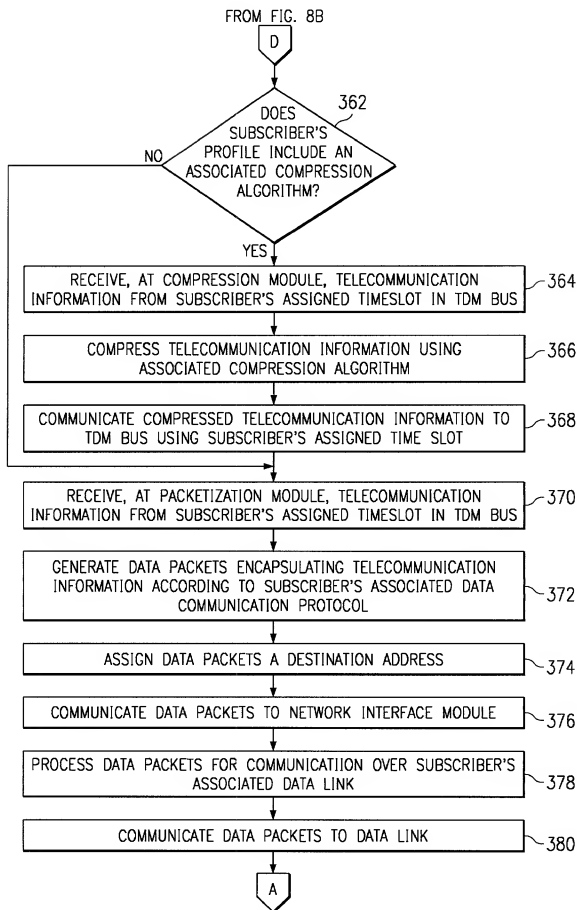 FROM FIG. 8B
D
362
DOES
SUBSCRIBER'S
PROFILE INCLUDE AN
ASSOCIATED COMPRESSION
ALGORITHM?
NO
YES
RECEIVE, AT COMPRESSION MODULE, TELECOMMUNICATION
INFORMATION FROM SUBSCRIBER'S ASSIGNED TIMESLOT IN TDM BUS
364
COMPRESS TELECOMMUNICATION INFORMATION USING
ASSOCIATED COMPRESSION ALGORITHM
366
COMMUNICATE COMPRESSED TELECOMMUNICATION INFORMATION TO
TDM BUS USING SUBSCRIBER'S ASSIGNED TIME SLOT
368
RECEIVE, AT PACKETIZATION MODULE, TELECOMMUNICATION
INFORMATION FROM SUBSCRIBER'S ASSIGNED TIMESLOT IN TDM BUS
370
GENERATE DATA PACKETS ENCAPSULATING TELECOMMUNICATION
INFORMATION ACCORDING TO SUBSCRIBER'S ASSOCIATED DATA
COMMUNICATION PROTOCOL
372
ASSIGN DATA PACKETS A DESTINATION ADDRESS
374
COMMUNICATE DATA PACKETS TO NETWORK INTERFACE MODULE
376
PROCESS DATA PACKETS FOR COMMUNICATIION OVER SUBSCRIBER'S
ASSOCIATED DATA LINK
378
COMMUNICATE DATA PACKETS TO DATA LINK
380
A